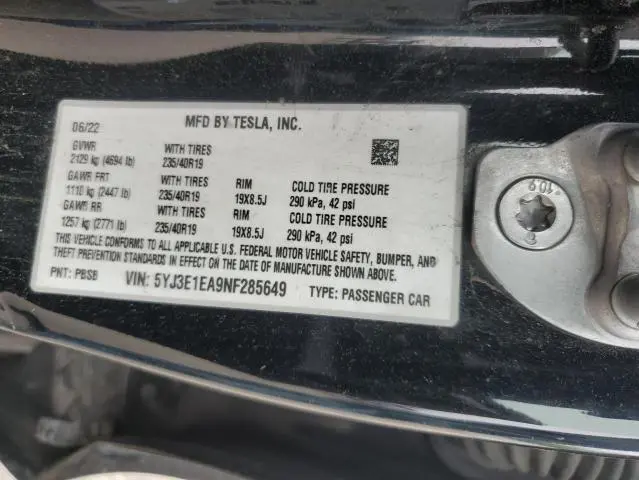 06/22 MFD BY TESLA, INC.
GVWR WITH TIRES
2129 kg (4694 lb) 235/40R19
GAWR FRT WITH TIRES RIM COLD TIRE PRESSURE
1110 kg (2447 lb) 235/40R19 19X8.5J 290 kPa, 42 psi
GAWR RR WITH TIRES RIM COLD TIRE PRESSURE
1257 kg (2771 lb) 235/40R19 19X8.5J 290 kPa, 42 psi
THIS VEHICLE CONFORMS TO ALL APPLICABLE U.S. FEDERAL MOTOR VEHICLE SAFETY, BUMPER, AND
THEFT PREVENTION STANDARDS IN EFFECT ON THE DATE OF MANUFACTURE SHOWN ABOVE.
PNT: PBSB VIN: 5YJ3E1EA9NF285649 TYPE: PASSENGER CAR
10.9